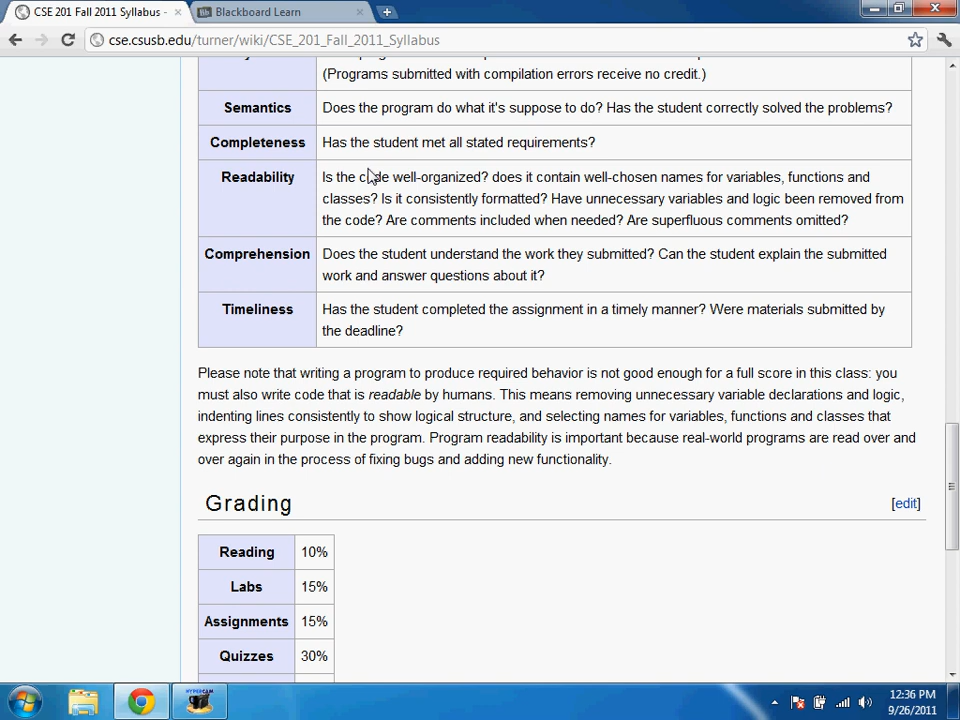 CSE 201 Fall 2011 Syllabus -
Blackboard Learn
cse.csusb.edu/turner/wiki/CSE_201_Fall_2011_Syllabus
(Programs submitted with compilation errors receive no credit.)
Semantics Does the program do what it's suppose to do? Has the student correctly solved the problems?
Completeness Has the student met all stated requirements?
Readability Is the code well-organized? does it contain well-chosen names for variables, functions and
classes? Is it consistently formatted? Have unnecessary variables and logic been removed from
the code? Are comments included when needed? Are superfluous comments omitted?
Comprehension Does the student understand the work they submitted? Can the student explain the submitted
work and answer questions about it?
Timeliness Has the student completed the assignment in a timely manner? Were materials submitted by
the deadline?
Please note that writing a program to produce required behavior is not good enough for a full score in this class: you
must also write code that is readable by humans. This means removing unnecessary variable declarations and logic,
indenting lines consistently to show logical structure, and selecting names for variables, functions and classes that
express their purpose in the program. Program readability is important because real-world programs are read over and
over again in the process of fixing bugs and adding new functionality.
Grading [edit]
Reading 10%
Labs 15%
Assignments 15%
Quizzes 30%
HYPERCAM
12:36 PM
9/26/2011